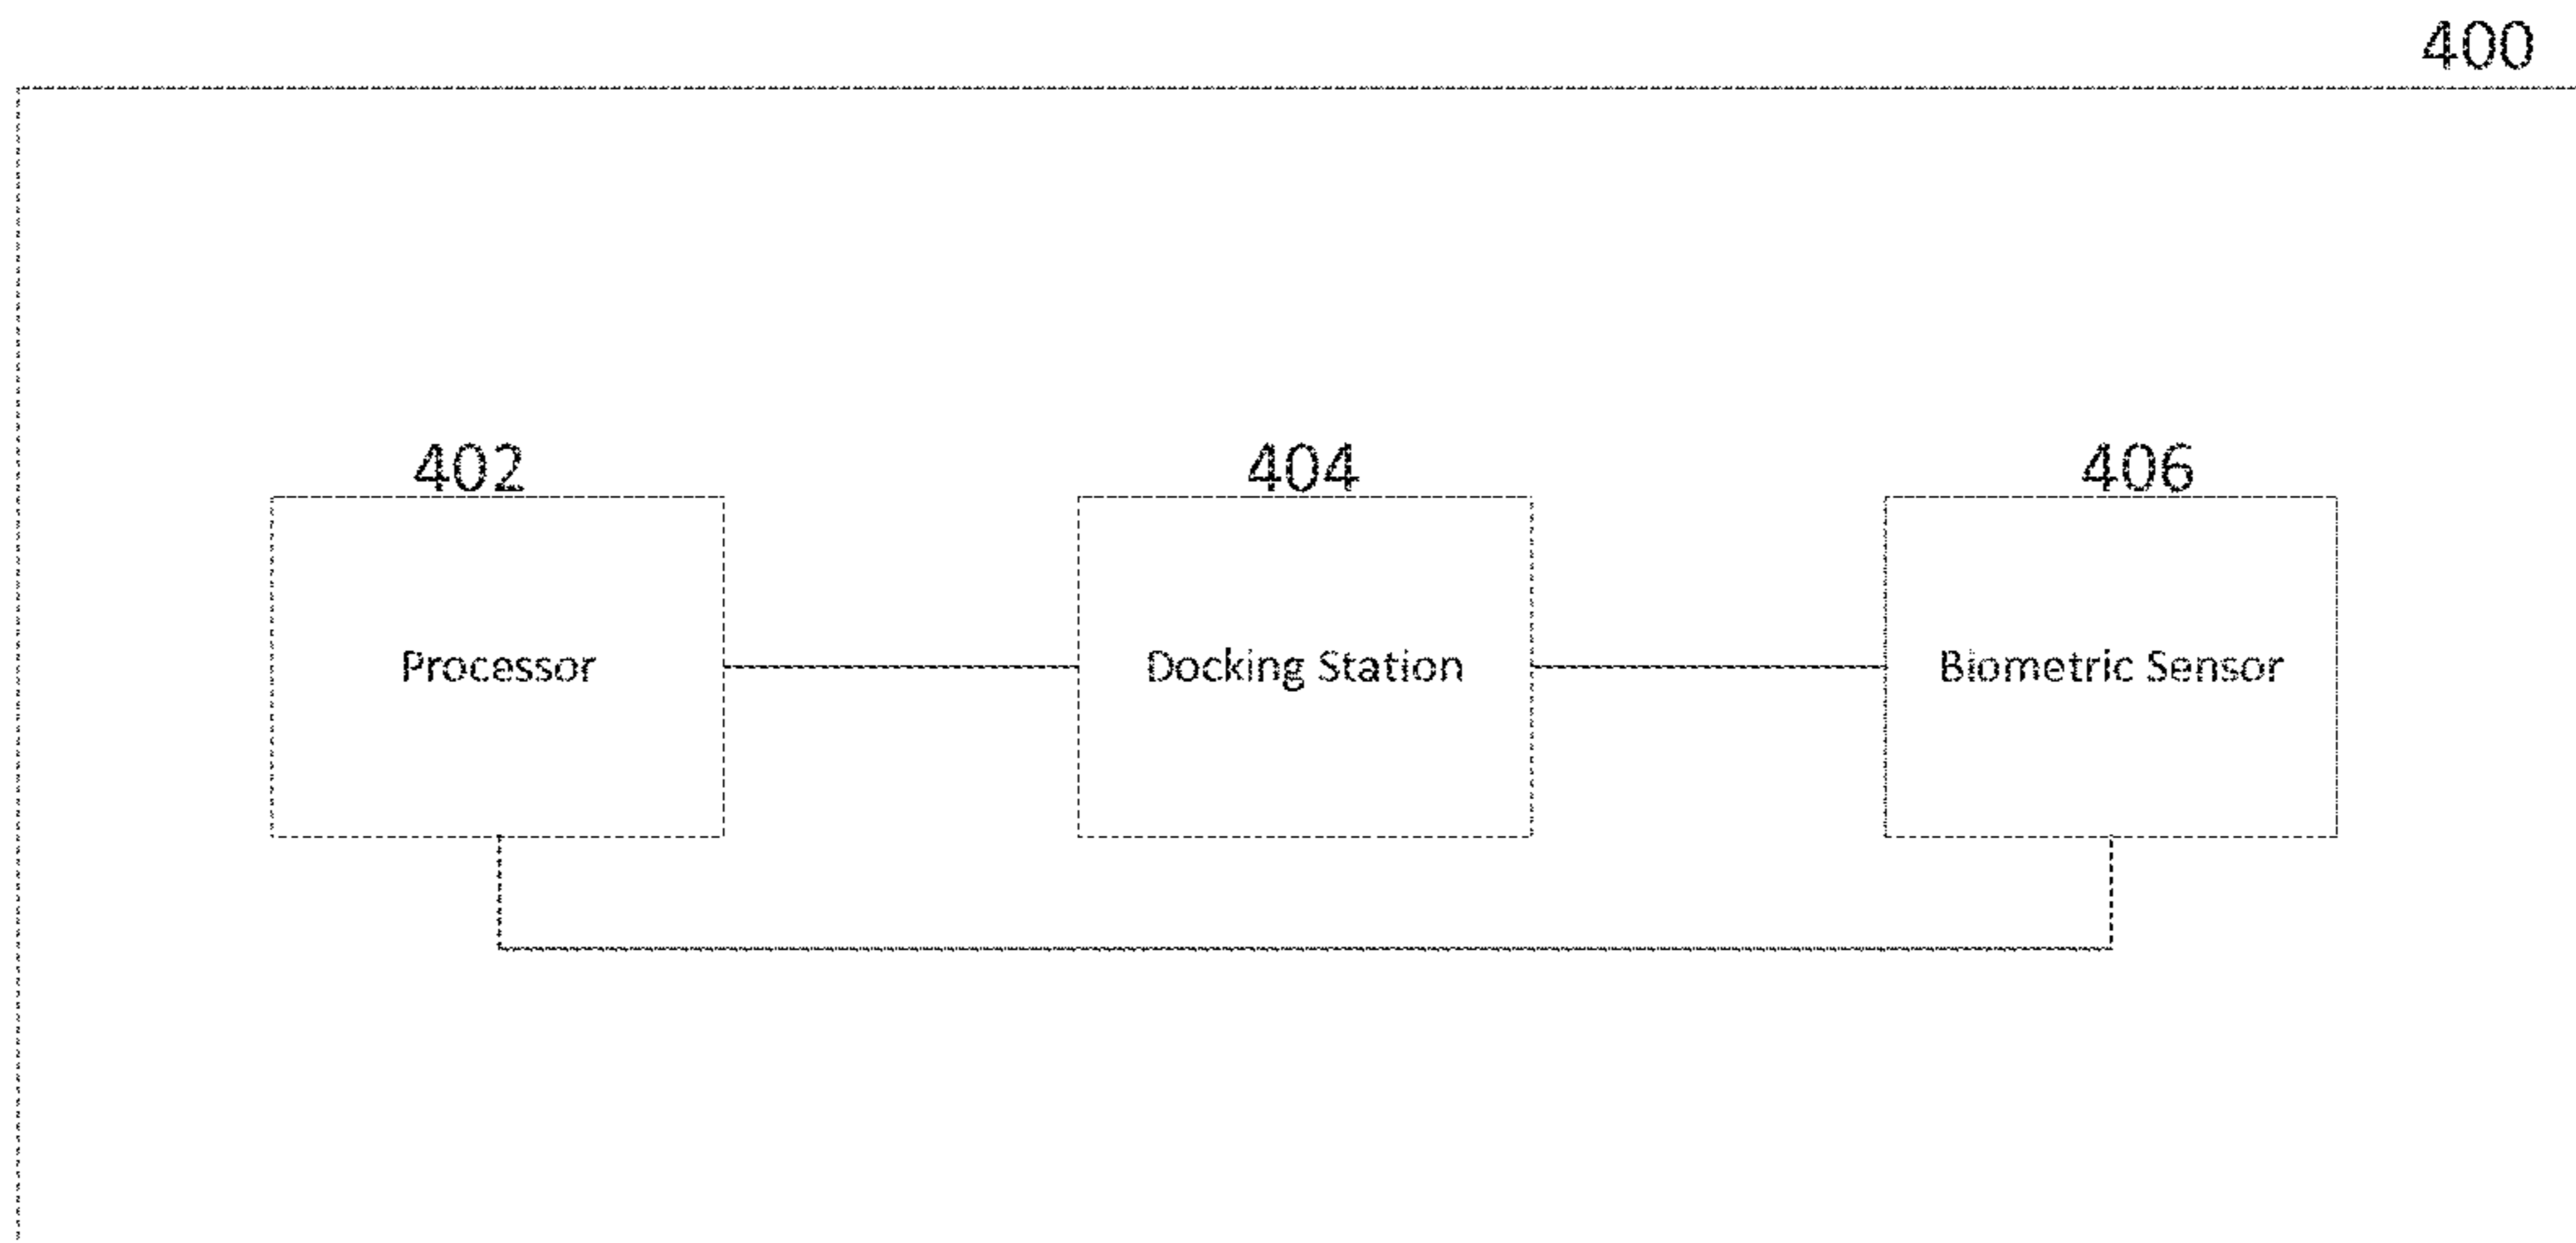 400
402
404
406
Processor
Docking Station
Biometric Sensor